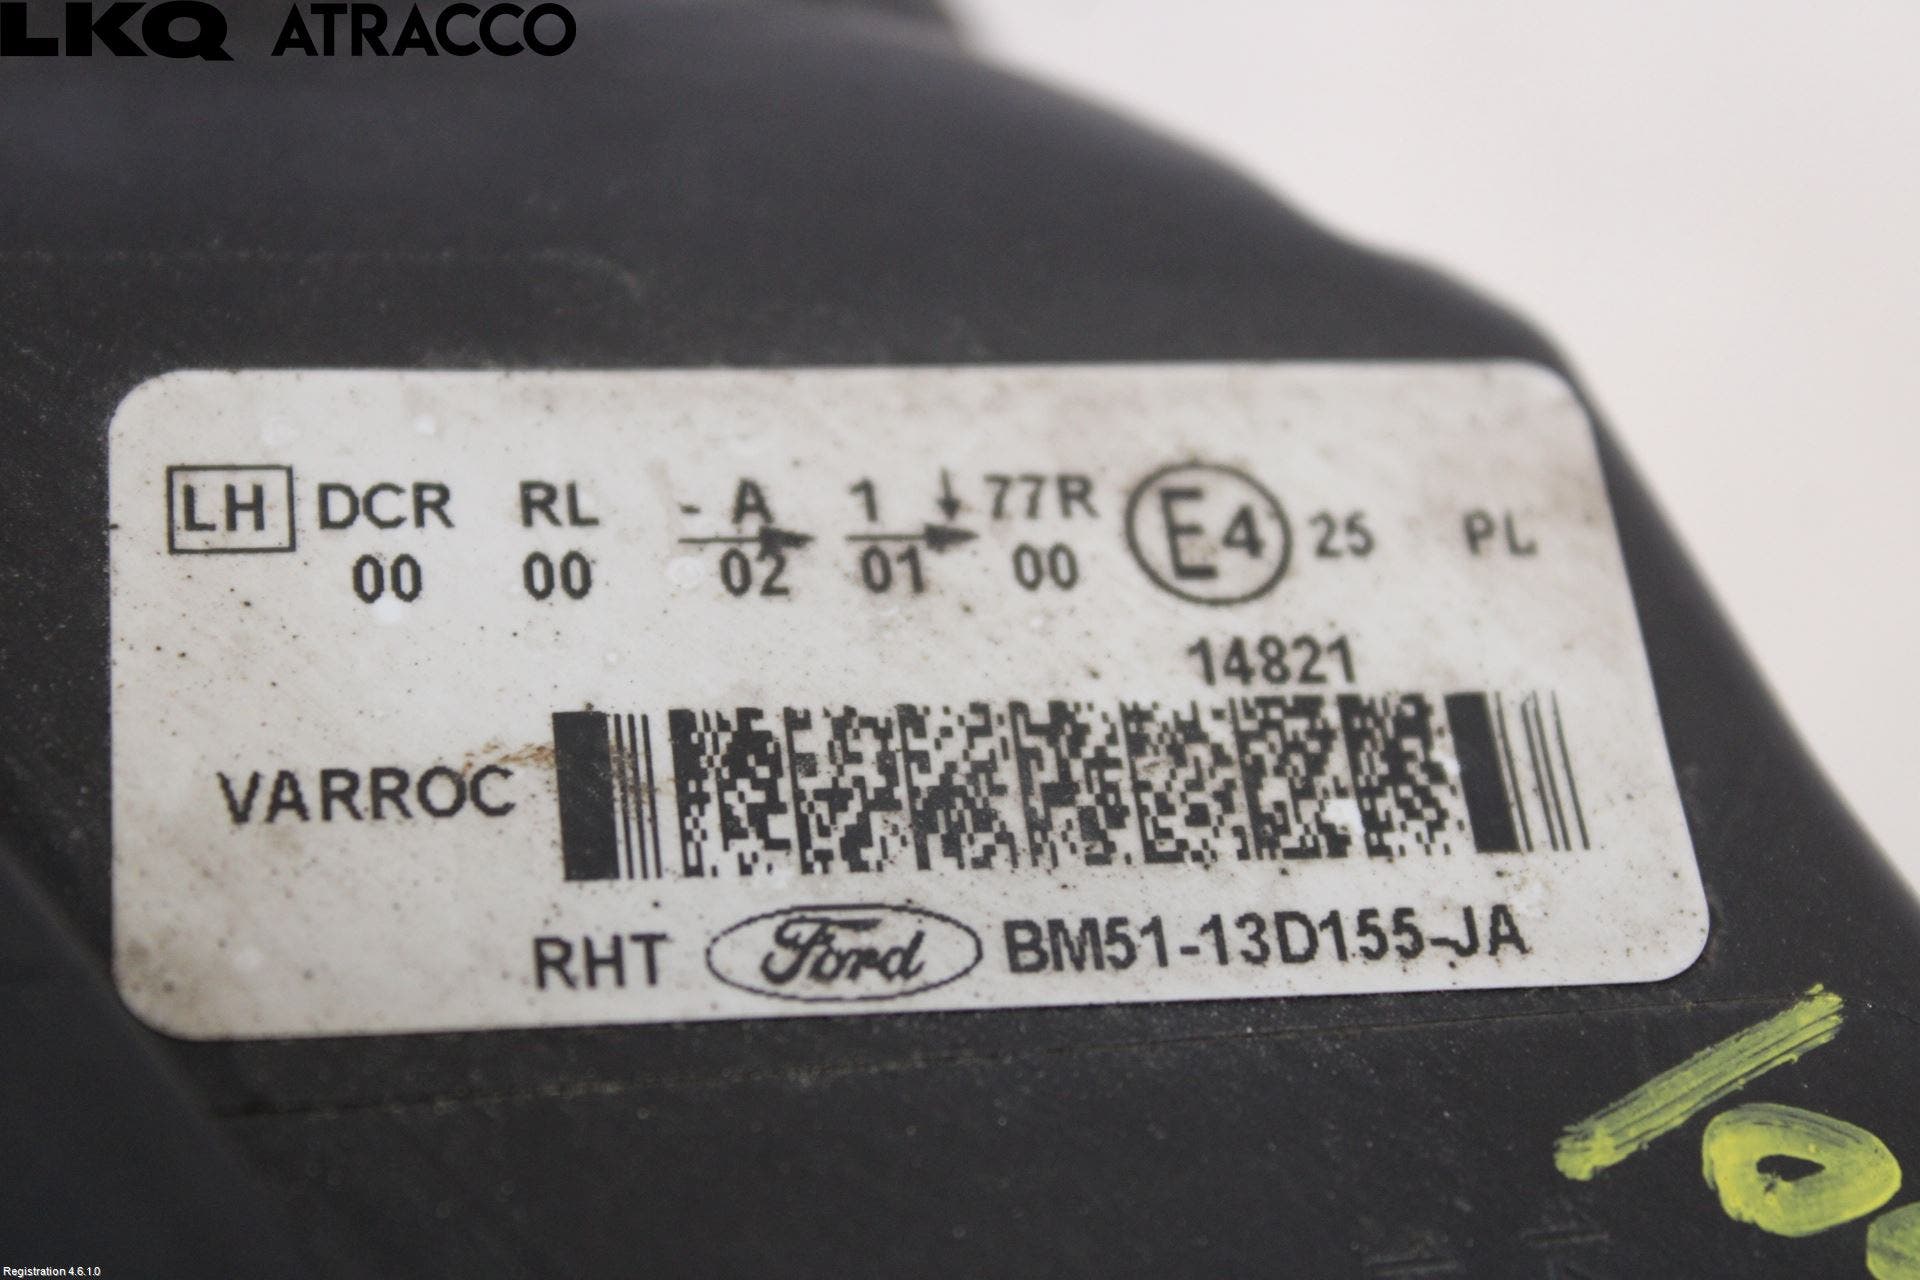 LKQ ATRACCO
LH DCR RL - A 1 ↓ 77R E4 25 PL
00 00 02 01 00
14821
VARROC
RHT Ford BM51-13D155-JA
Registration 4.6.1.0